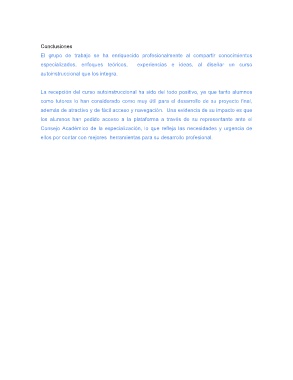 Conclusiones
El grupo de trabajo se ha enriquecido profesionalmente al compartir conocimientos
especializados, enfoques teóricos, experiencias e ideas, al diseñar un curso
autoinstruccional que los integra.
La recepción del curso autoinstruccional ha sido del todo positiva, ya que tanto alumnos
como tutores lo han considerado como muy útil para el desarrollo de su proyecto final,
además de atractivo y de fácil acceso y navegación. Una evidencia de su impacto es que
los alumnos han pedido acceso a la plataforma a través de su representante ante el
Consejo Académico de la especialización, lo que refleja las necesidades y urgencia de
ellos por contar con mejores herramientas para su desarrollo profesional.